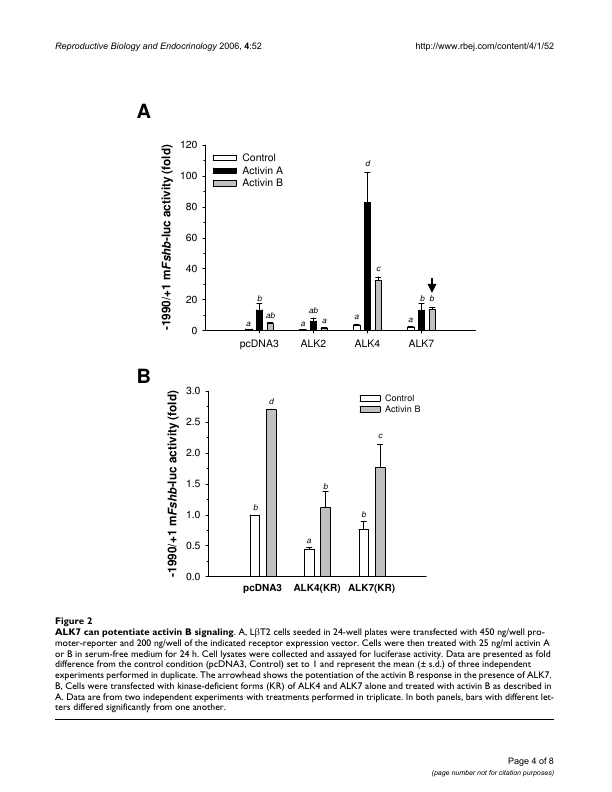 Reproductive Biology and Endocrinology 2006, 4:52 http://www.rbej.com/content/4/1/52
A
-1990/+1 mFshb-luc activity (fold)
120
100
80
60
40
20
0
Control
Activin A
Activin B
a b ab
a ab a
a d c
a b b
pcDNA3 ALK2 ALK4 ALK7
B
-1990/+1 mFshb-luc activity (fold)
3.0
2.5
2.0
1.5
1.0
0.5
0.0
Control
Activin B
b d
a b
b c
pcDNA3 ALK4(KR) ALK7(KR)
Figure 2
ALK7 can potentiate activin B signaling. A, LβT2 cells seeded in 24-well plates were transfected with 450 ng/well pro-
moter-reporter and 200 ng/well of the indicated receptor expression vector. Cells were then treated with 25 ng/ml activin A
or B in serum-free medium for 24 h. Cell lysates were collected and assayed for luciferase activity. Data are presented as fold
difference from the control condition (pcDNA3, Control) set to 1 and represent the mean (± s.d.) of three independent
experiments performed in duplicate. The arrowhead shows the potentiation of the activin B response in the presence of ALK7.
B, Cells were transfected with kinase-deficient forms (KR) of ALK4 and ALK7 alone and treated with activin B as described in
A. Data are from two independent experiments with treatments performed in triplicate. In both panels, bars with different let-
ters differed significantly from one another.
Page 4 of 8
(page number not for citation purposes)